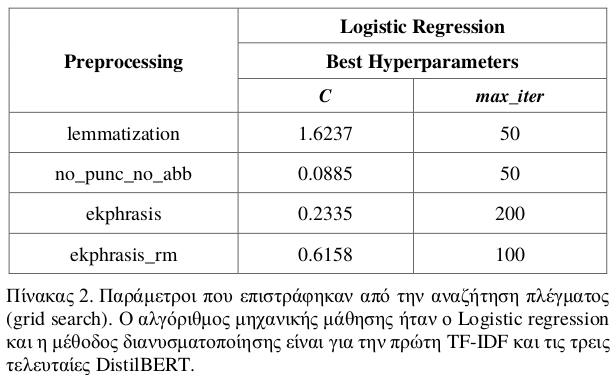 Preprocessing
Logistic Regression
Best Hyperparameters
C
max_iter
lemmatization 1.6237 50
no_punc_no_abb 0.0885 50
ekphrasis 0.2335 200
ekphrasis_rm 0.6158 100
Πίνακας 2. Παράμετροι που επιστράφηκαν από την αναζήτηση πλέγματος
(grid search). Ο αλγόριθμος μηχανικής μάθησης ήταν ο Logistic regression
και η μέθοδος διανυσματοποίησης είναι για την πρώτη TF-IDF και τις τρεις
τελευταίες DistilBERT.